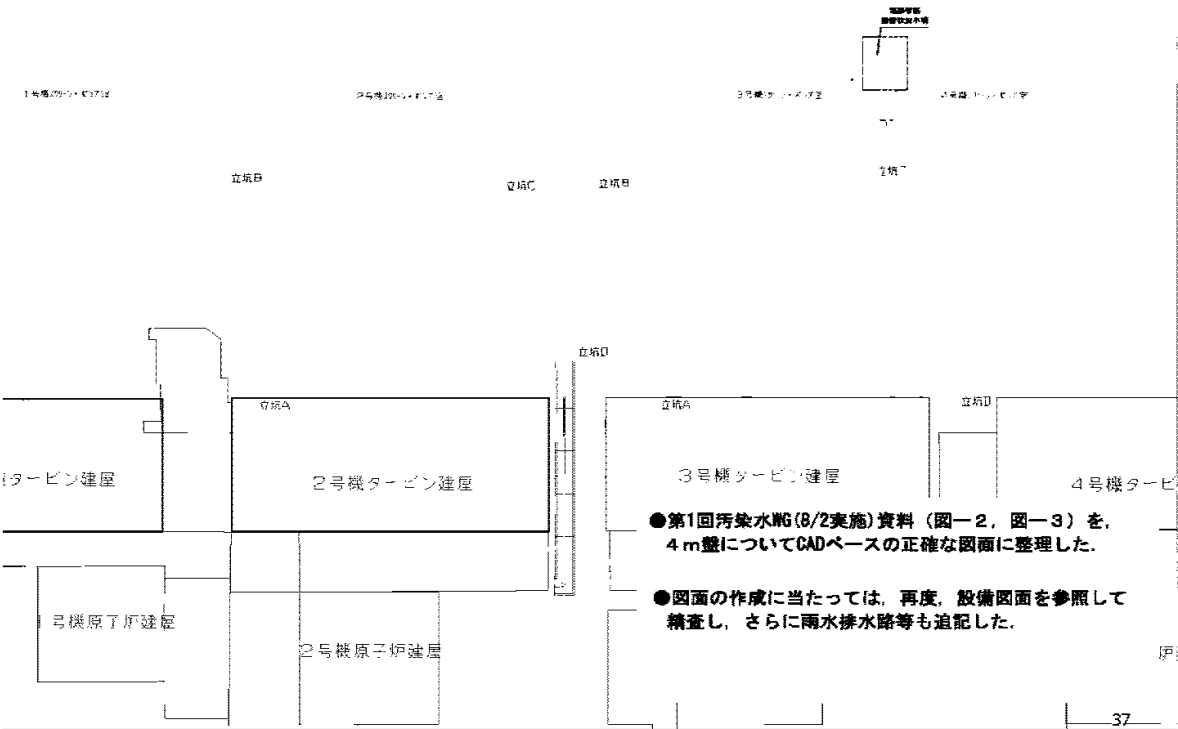 立坑B
立坑C
立坑B
立坑D
立坑A
立坑A
立坑D
タービン建屋
2号機タービン建屋
3号機タービン建屋
4号機タービ
●第1回汚染水WG(8/2実施)資料（図－2，図－3）を，
4m盤についてCADベースの正確な図面に整理した．
●図面の作成に当たっては，再度，設備図面を参照して
精査し，さらに雨水排水路等も追記した．
号機原子炉建屋
2号機原子炉建屋
炉
37